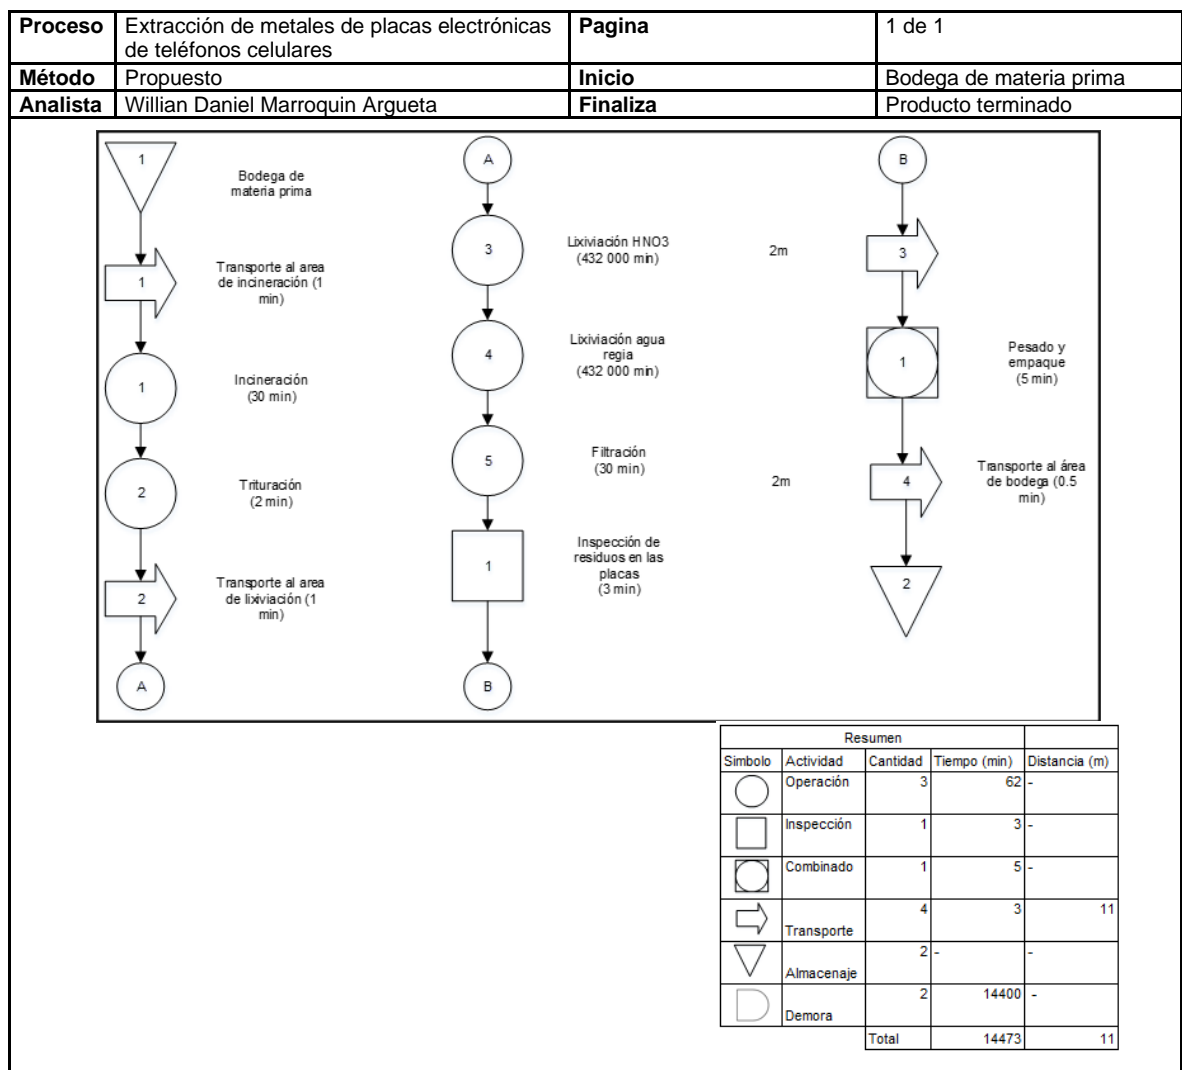 Proceso Extracción de metales de placas electrónicas de teléfonos celulares Pagina 1 de 1
Método Propuesto Inicio Bodega de materia prima
Analista Willian Daniel Marroquin Argueta Finaliza Producto terminado
1
Bodega de
materia prima
1
Transporte al area
de incineración (1
min)
1
Incineración
(30 min)
2
Trituración
(2 min)
2
Transporte al area
de lixiviación (1
min)
A
A
3
Lixiviación HNO3
(432 000 min)
4
Lixiviación agua
regia
(432 000 min)
5
Filtración
(30 min)
1
Inspección de
residuos en las
placas
(3 min)
B
B
2m
3
1
Pesado y
empaque
(5 min)
2m
4
Transporte al área
de bodega (0.5
min)
2
Resumen
Simbolo Actividad Cantidad Tiempo (min) Distancia (m)
Operación 3 62 -
Inspección 1 3 -
Combinado 1 5 -
Transporte 4 3 11
Almacenaje 2 - -
Demora 2 14400 -
Total 14473 11